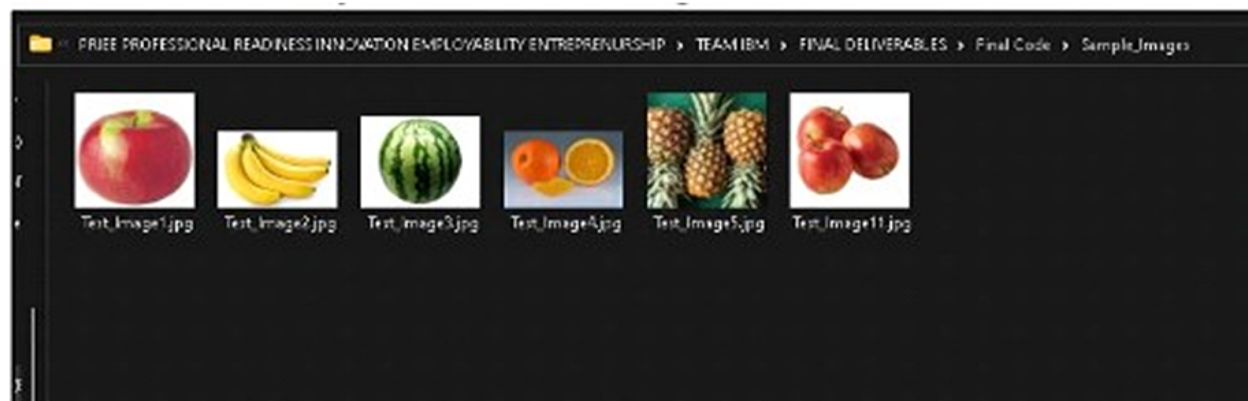 PRIEE PROFESSIONAL READINESS INNOVATION EMPLOYABILITY ENTREPRENURSHIP › TEAM IBM › FINAL DELIVERABLES › Final Code › Sample_Images
Test_Image1.jpg Test_Image2.jpg Test_Image3.jpg Test_Image4.jpg Test_Image5.jpg Test_Image11.jpg